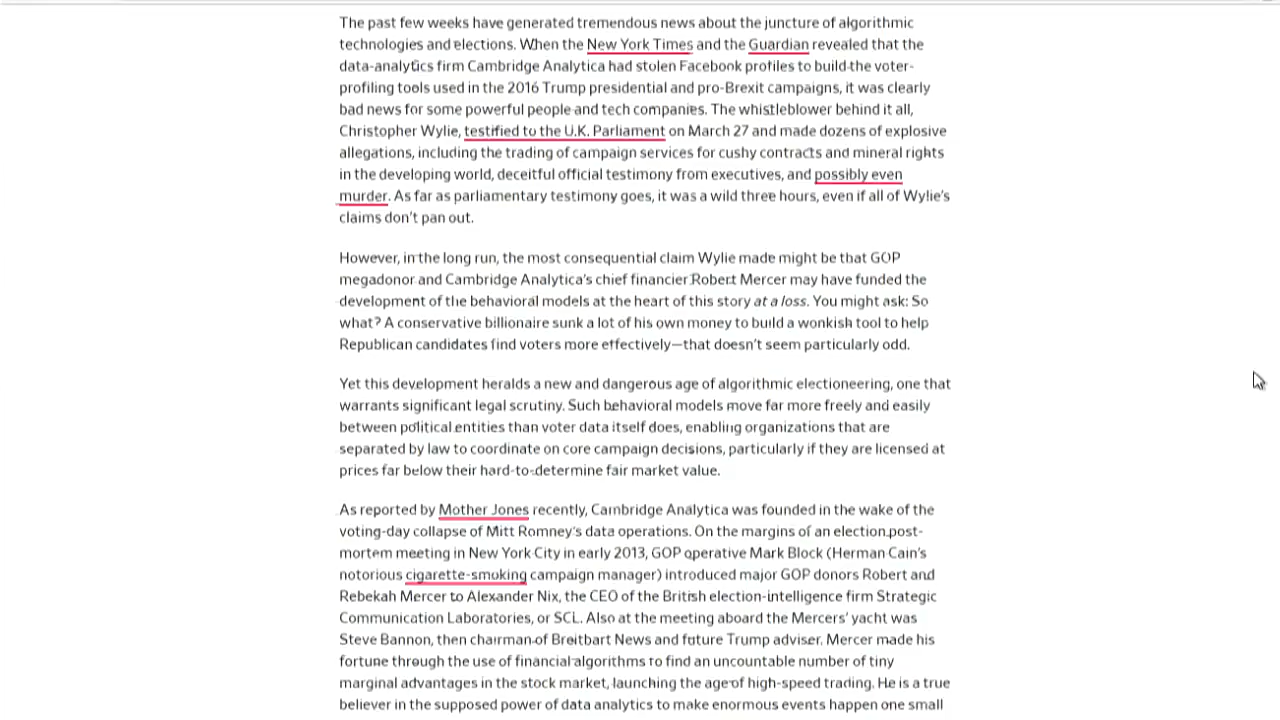 The past few weeks have generated tremendous news about the juncture of algorithmic
technologies and elections. When the New York Times and the Guardian revealed that the
data-analytics firm Cambridge Analytica had stolen Facebook profiles to build the voter-
profiling tools used in the 2016 Trump presidential and pro-Brexit campaigns, it was clearly
bad news for some powerful people and tech companies. The whistleblower behind it all,
Christopher Wylie, testified to the U.K. Parliament on March 27 and made dozens of explosive
allegations, including the trading of campaign services for cushy contracts and mineral rights
in the developing world, deceitful official testimony from executives, and possibly even
murder. As far as parliamentary testimony goes, it was a wild three hours, even if all of Wylie's
claims don't pan out.
However, in the long run, the most consequential claim Wylie made might be that GOP
megadonor and Cambridge Analytica's chief financier Robert Mercer may have funded the
development of the behavioral models at the heart of this story at a loss. You might ask: So
what? A conservative billionaire sunk a lot of his own money to build a wonkish tool to help
Republican candidates find voters more effectively—that doesn't seem particularly odd.
Yet this development heralds a new and dangerous age of algorithmic electioneering, one that
warrants significant legal scrutiny. Such behavioral models move far more freely and easily
between political entities than voter data itself does, enabling organizations that are
separated by law to coordinate on core campaign decisions, particularly if they are licensed at
prices far below their hard-to-determine fair market value.
As reported by Mother Jones recently, Cambridge Analytica was founded in the wake of the
voting-day collapse of Mitt Romney's data operations. On the margins of an election post-
mortem meeting in New York City in early 2013, GOP operative Mark Block (Herman Cain's
notorious cigarette-smoking campaign manager) introduced major GOP donors Robert and
Rebekah Mercer to Alexander Nix, the CEO of the British election-intelligence firm Strategic
Communication Laboratories, or SCL. Also at the meeting aboard the Mercers' yacht was
Steve Bannon, then chairman of Breitbart News and future Trump adviser. Mercer made his
fortune through the use of financial algorithms to find an uncountable number of tiny
marginal advantages in the stock market, launching the age of high-speed trading. He is a true
believer in the supposed power of data analytics to make enormous events happen one small